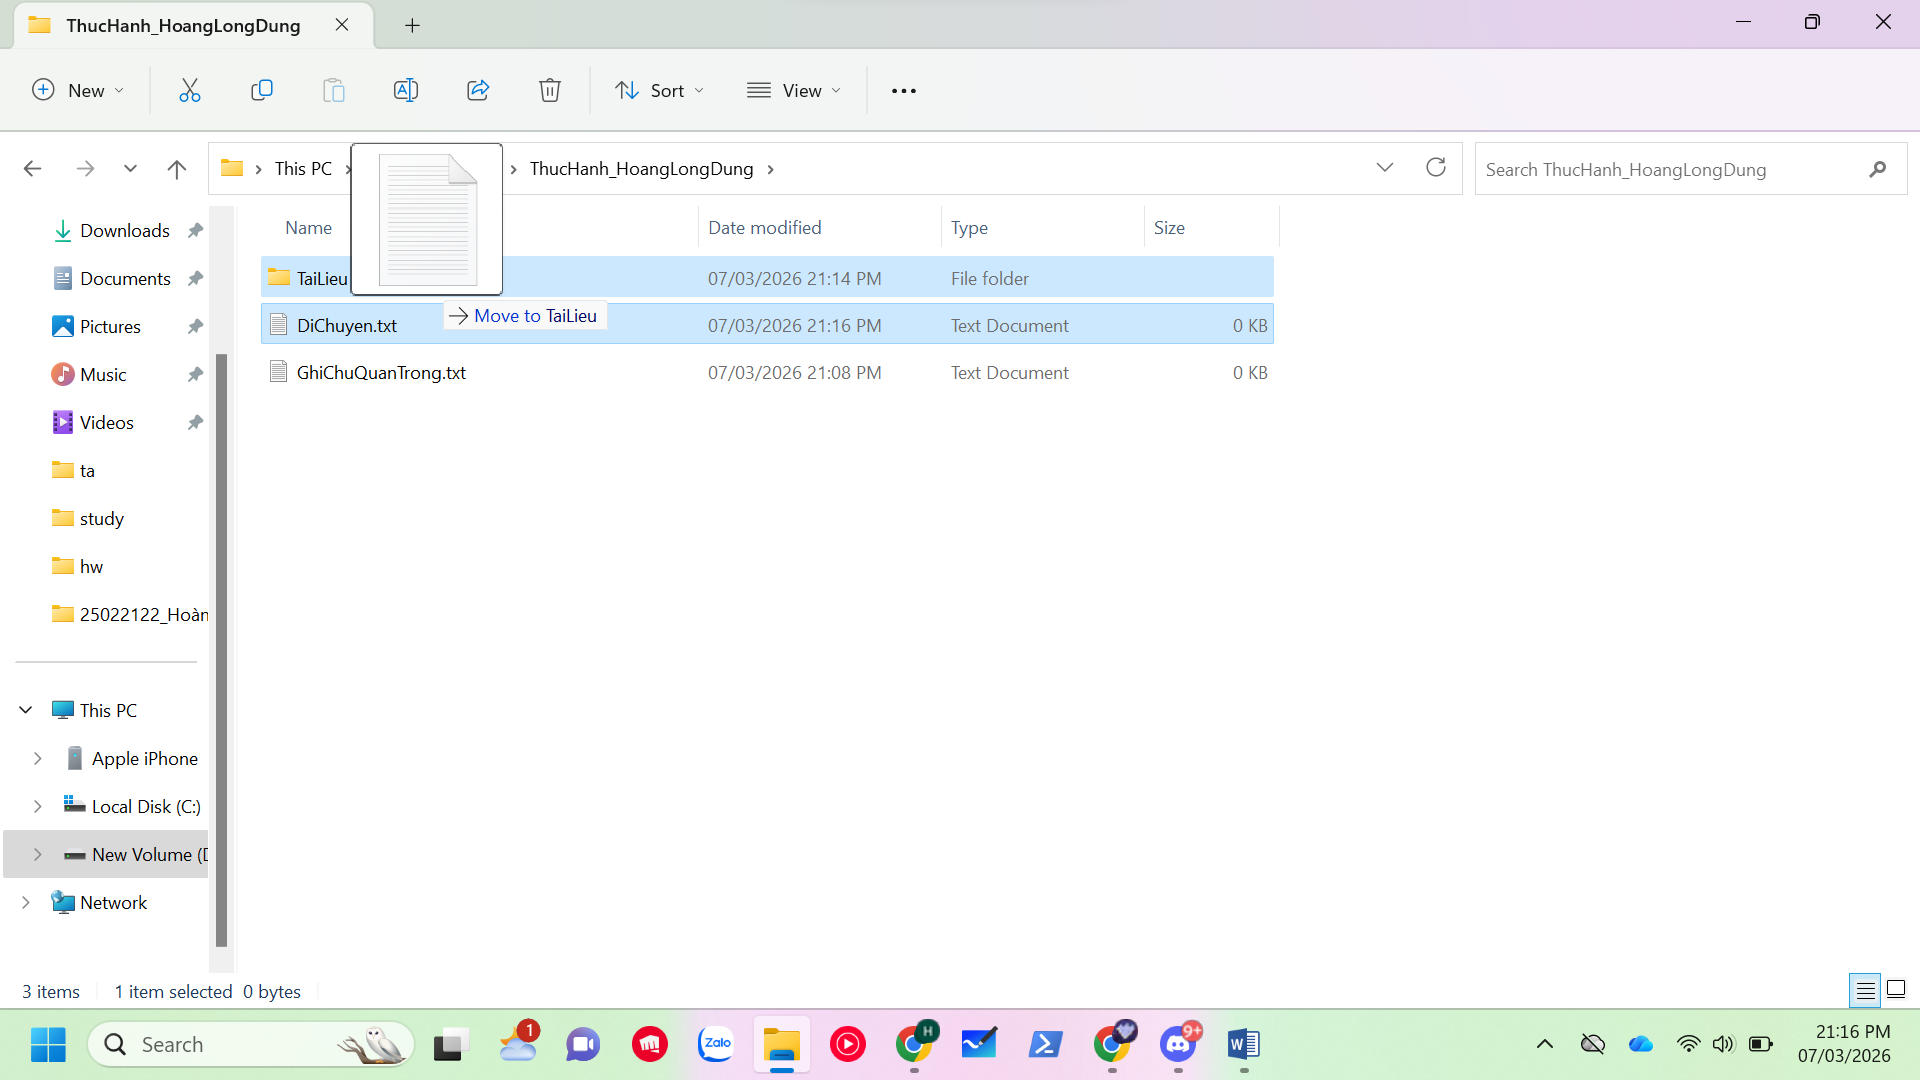 ThucHanh_HoangLongDung
New
Sort
View
This PC
ThucHanh_HoangLongDung
Search ThucHanh_HoangLongDung
Name
Date modified
Type
Size
TaiLieu
07/03/2026 21:14 PM
File folder
Move to TaiLieu
DiChuyen.txt
07/03/2026 21:16 PM
Text Document
0 KB
GhiChuQuanTrong.txt
07/03/2026 21:08 PM
Text Document
0 KB
Downloads
Documents
Pictures
Music
Videos
ta
study
hw
25022122_Hoàn
This PC
Apple iPhone
Local Disk (C:)
New Volume (D
Network
3 items
1 item selected
0 bytes
Search
1
Zalo
H
9+
W
21:16 PM
07/03/2026